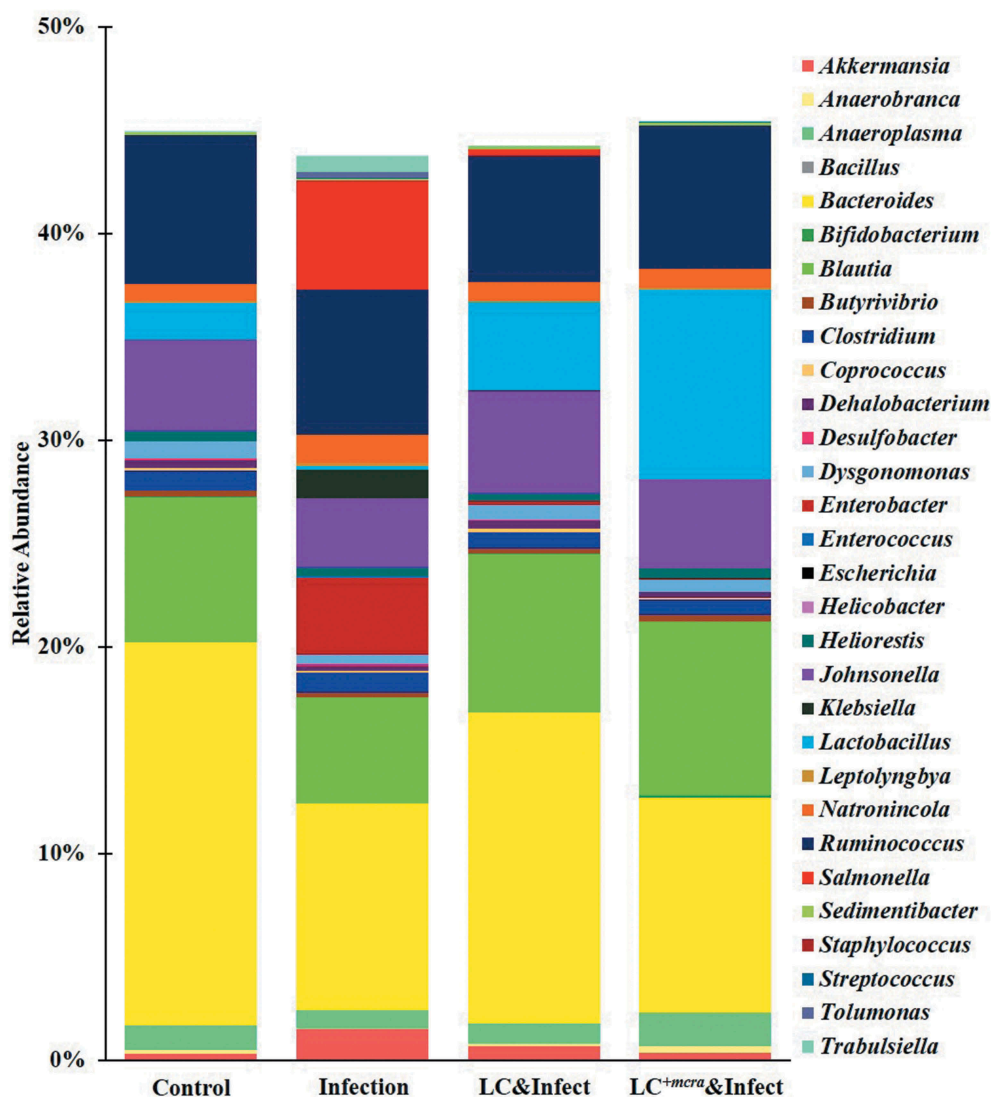 50%
40%
30%
20%
10%
0%
Relative Abundance
Control
Infection
LC&Infect
LC+mcra&Infect
Akkermansia
Anaerobranca
Anaeroplasma
Bacillus
Bacteroides
Bifidobacterium
Blautia
Butyrivibrio
Clostridium
Coprococcus
Dehalobacterium
Desulfobacter
Dysgonomonas
Enterobacter
Enterococcus
Escherichia
Helicobacter
Heliorestis
Johnsonella
Klebsiella
Lactobacillus
Leptolyngbya
Natronincola
Ruminococcus
Salmonella
Sedimentibacter
Staphylococcus
Streptococcus
Tolumonas
Trabulsiella